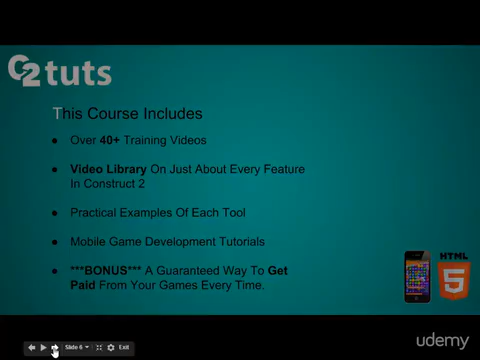 C2tuts
This Course Includes
● Over 40+ Training Videos
● Video Library On Just About Every Feature
In Construct 2
● Practical Examples Of Each Tool
● Mobile Game Development Tutorials
● ***BONUS*** A Guaranteed Way To Get
Paid From Your Games Every Time.
HTML
5
Slide 6
Exit
udemy